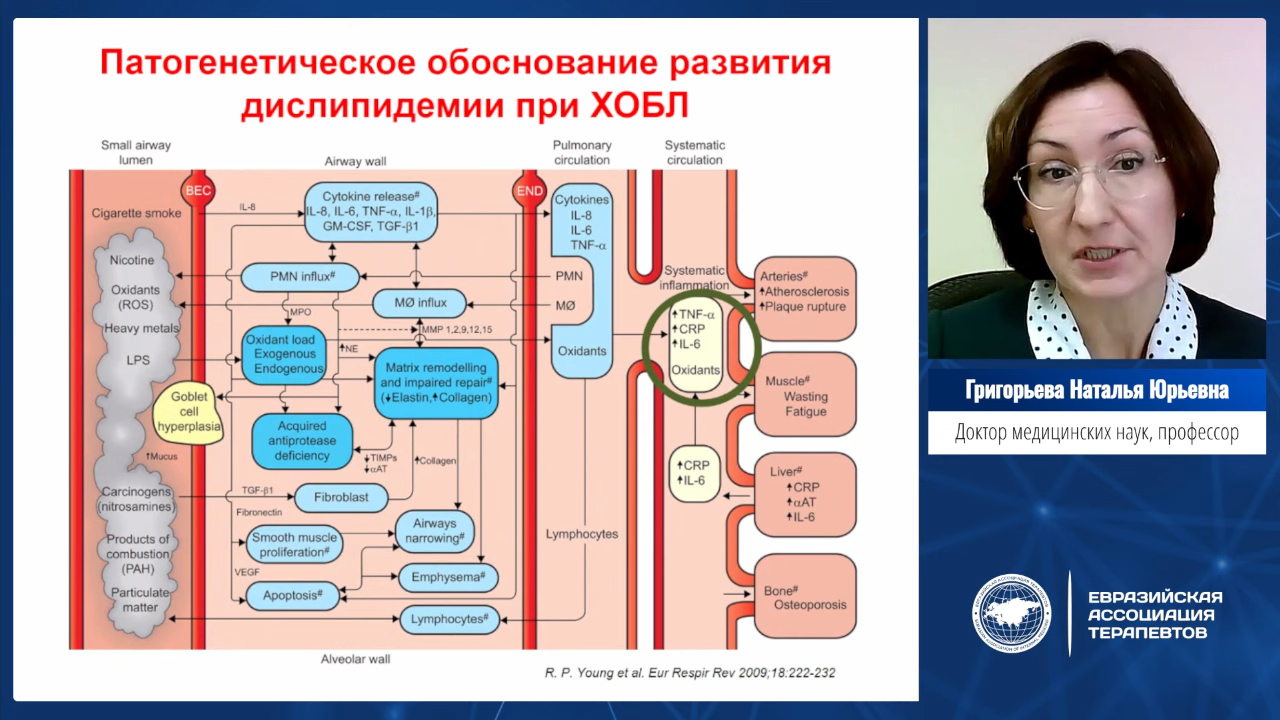 Патогенетическое обоснование развития
дислипидемии при ХОБЛ
Small airway
lumen
Airway wall
Pulmonary
circulation
Systematic
circulation
BEC
END
Cigarette smoke
IL-8
Cytokine release#
IL-8, IL-6, TNF-α, IL-1β,
GM-CSF, TGF-β1
Cytokines
IL-8
IL-6
TNF-α
Nicotine
Oxidants
(ROS)
Heavy metals
LPS
PMN influx#
MØ influx
PMN
MØ
MPO
MMP 1,2,9,12,15
Oxidant load
Exogenous
Endogenous
↑NE
Oxidants
Matrix remodelling
and impaired repair#
(↓Elastin,↑Collagen)
Goblet
cell
hyperplasia
↑Mucus
Acquired
antiprotease
deficiency
↓TIMPs
↓αAT
↑Collagen
Carcinogens
(nitrosamines)
TGF-β1
Fibroblast
Fibronectin
Products of
combustion
(PAH)
Smooth muscle
proliferation#
Airways
narrowing#
Lymphocytes
VEGF
Particulate
matter
Apoptosis#
Emphysema#
Lymphocytes#
Alveolar wall
Systematic
inflammation
↑TNF-α
↑CRP
↑IL-6
Oxidants
↑CRP
↑IL-6
Arteries#
↑Atherosclerosis
↑Plaque rupture
Muscle#
Wasting
Fatigue
Liver#
↑CRP
↑αAT
↑IL-6
Bone#
Osteoporosis
R. P. Young et al. Eur Respir Rev 2009;18:222-232
Григорьева Наталья Юрьевна
Доктор медицинских наук, профессор
ЕВРАЗИЙСКАЯ
АССОЦИАЦИЯ
ТЕРАПЕВТОВ